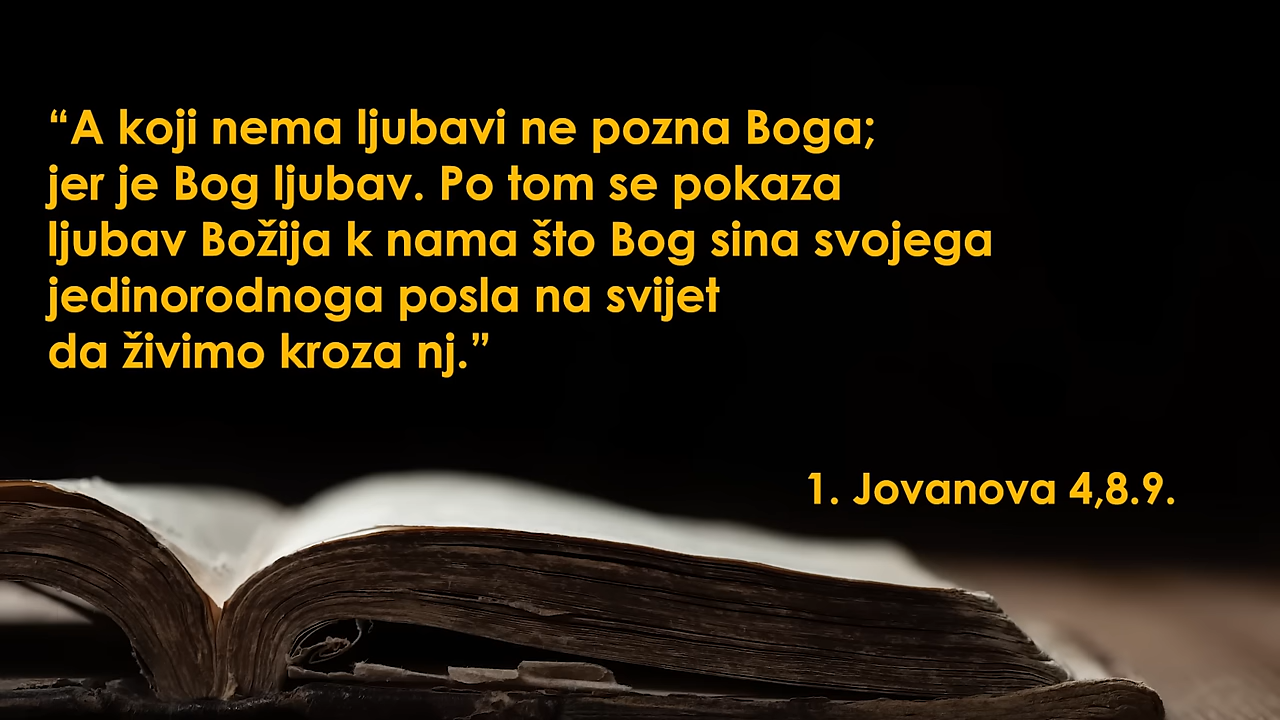 “A koji nema ljubavi ne pozna Boga;
jer je Bog ljubav. Po tom se pokaza
ljubav Božija k nama što Bog sina svojega
jedinorodnoga posla na svijet
da živimo kroza nj.”
1. Jovanova 4,8.9.